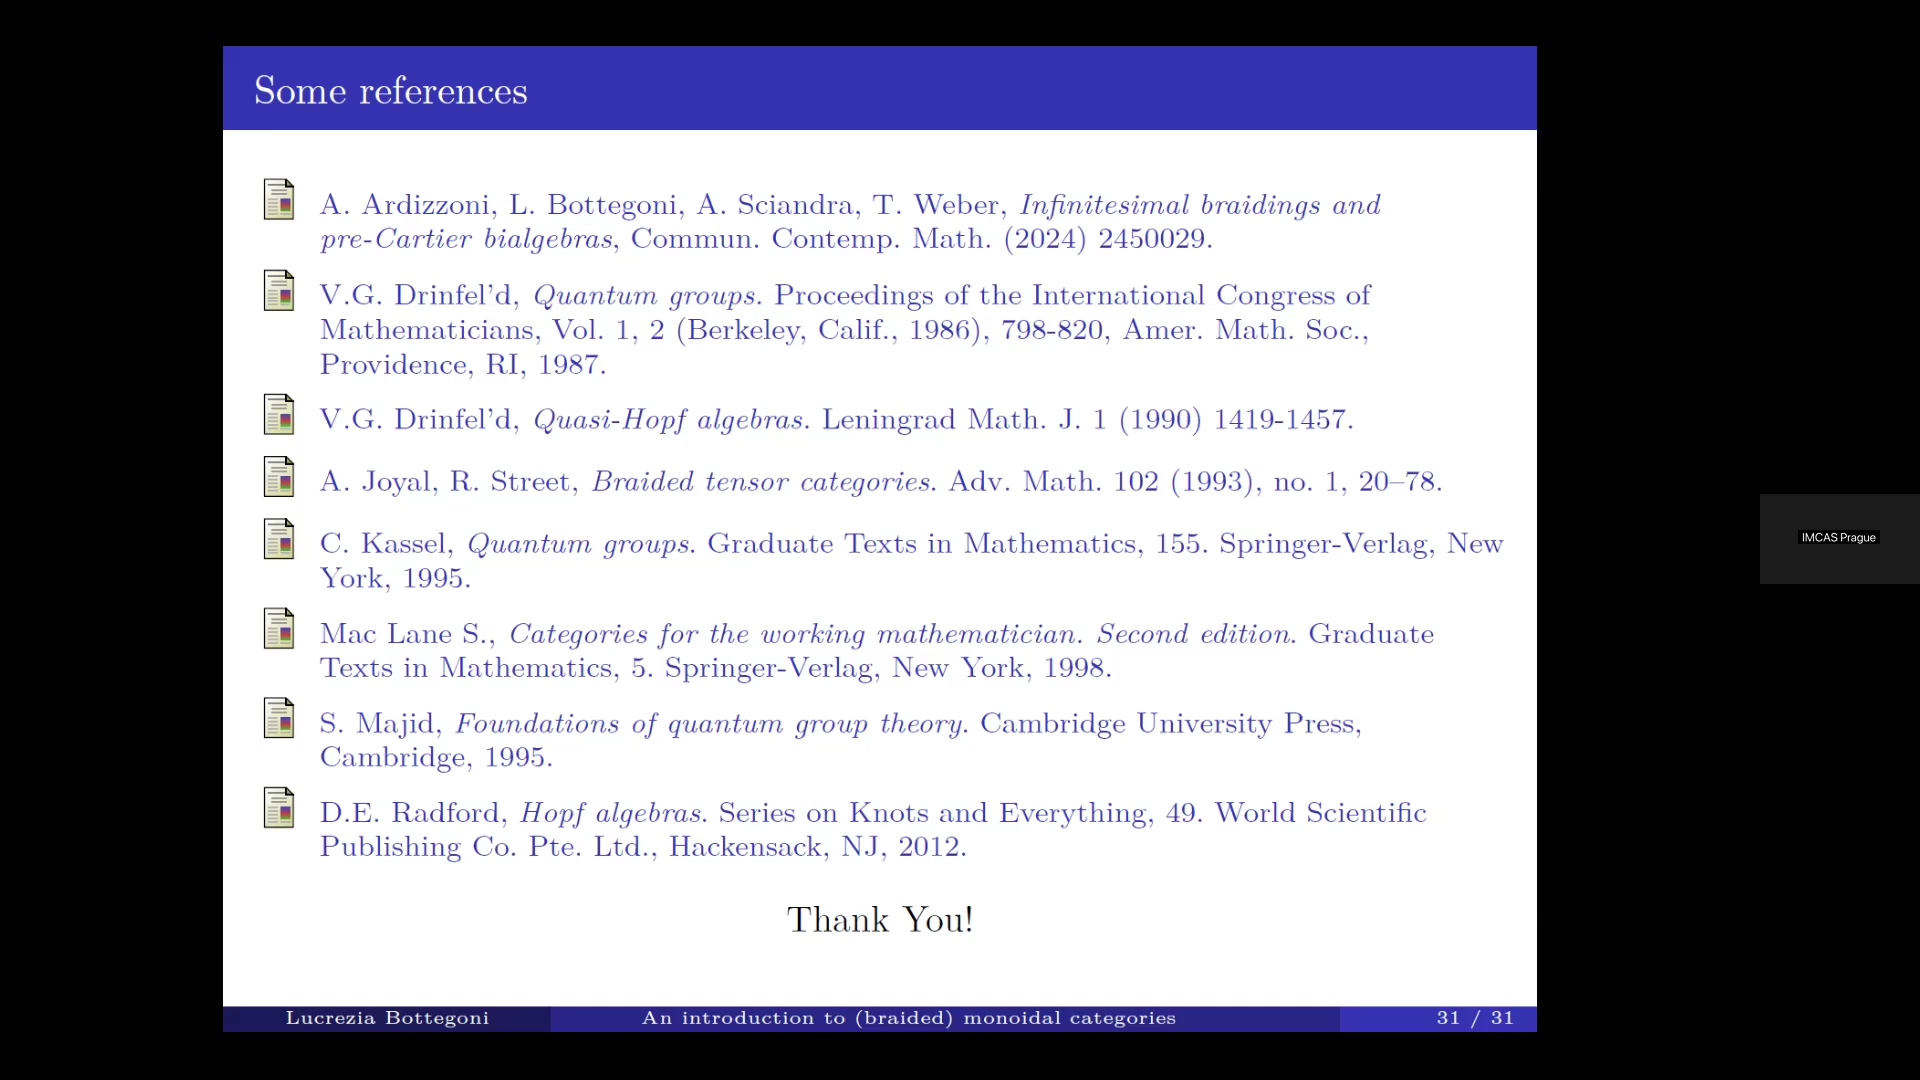 Some references
A. Ardizzoni, L. Bottegoni, A. Sciandra, T. Weber, Infinitesimal braidings and
pre-Cartier bialgebras, Commun. Contemp. Math. (2024) 2450029.
V.G. Drinfel'd, Quantum groups. Proceedings of the International Congress of
Mathematicians, Vol. 1, 2 (Berkeley, Calif., 1986), 798-820, Amer. Math. Soc.,
Providence, RI, 1987.
V.G. Drinfel'd, Quasi-Hopf algebras. Leningrad Math. J. 1 (1990) 1419-1457.
A. Joyal, R. Street, Braided tensor categories. Adv. Math. 102 (1993), no. 1, 20–78.
C. Kassel, Quantum groups. Graduate Texts in Mathematics, 155. Springer-Verlag, New
York, 1995.
Mac Lane S., Categories for the working mathematician. Second edition. Graduate
Texts in Mathematics, 5. Springer-Verlag, New York, 1998.
S. Majid, Foundations of quantum group theory. Cambridge University Press,
Cambridge, 1995.
D.E. Radford, Hopf algebras. Series on Knots and Everything, 49. World Scientific
Publishing Co. Pte. Ltd., Hackensack, NJ, 2012.
Thank You!
Lucrezia Bottegoni An introduction to (braided) monoidal categories 31 / 31
IMCAS Prague